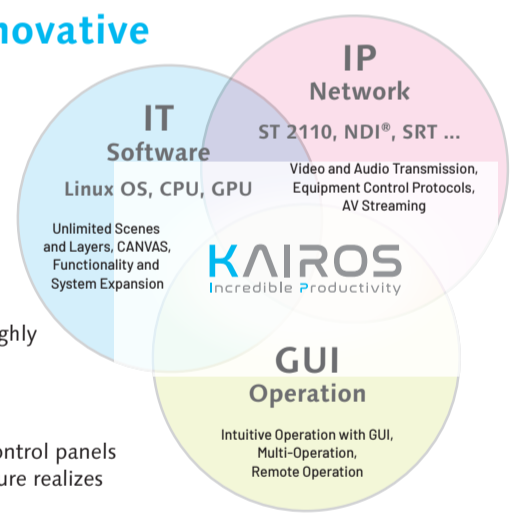 novative
IP
Network
ST 2110, NDI®, SRT ...
Video and Audio Transmission,
Equipment Control Protocols,
AV Streaming
IT
Software
Linux OS, CPU, GPU
Unlimited Scenes
and Layers, CANVAS,
Functionality and
System Expansion
KAIROS
Incredible Productivity
ghly
GUI
Operation
Intuitive Operation with GUI,
Multi-Operation,
Remote Operation
ontrol panels
ure realizes